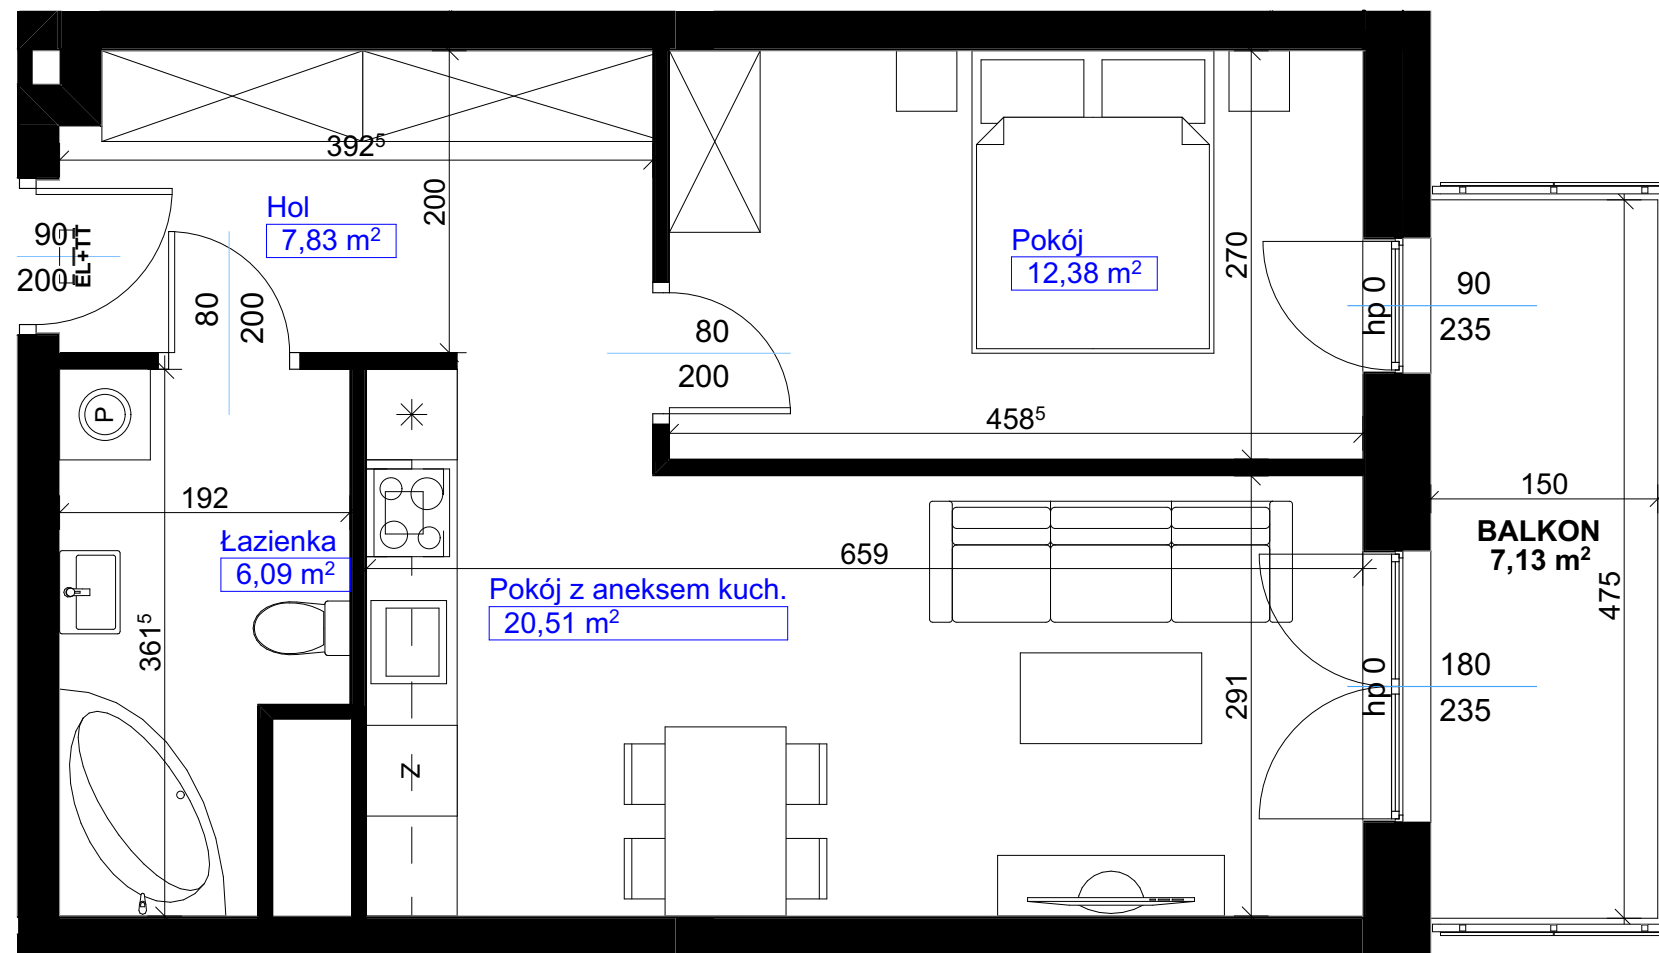 392⁵
200
Hol
7,83 m²
90
200
EL+TT
80
200
Pokój
12,38 m²
270
hp 0
90
235
80
200
458⁵
P
192
Łazienka
6,09 m²
361⁵
659
Pokój z aneksem kuch.
20,51 m²
Z
291
hp 0
180
235
150
BALKON
7,13 m²
475